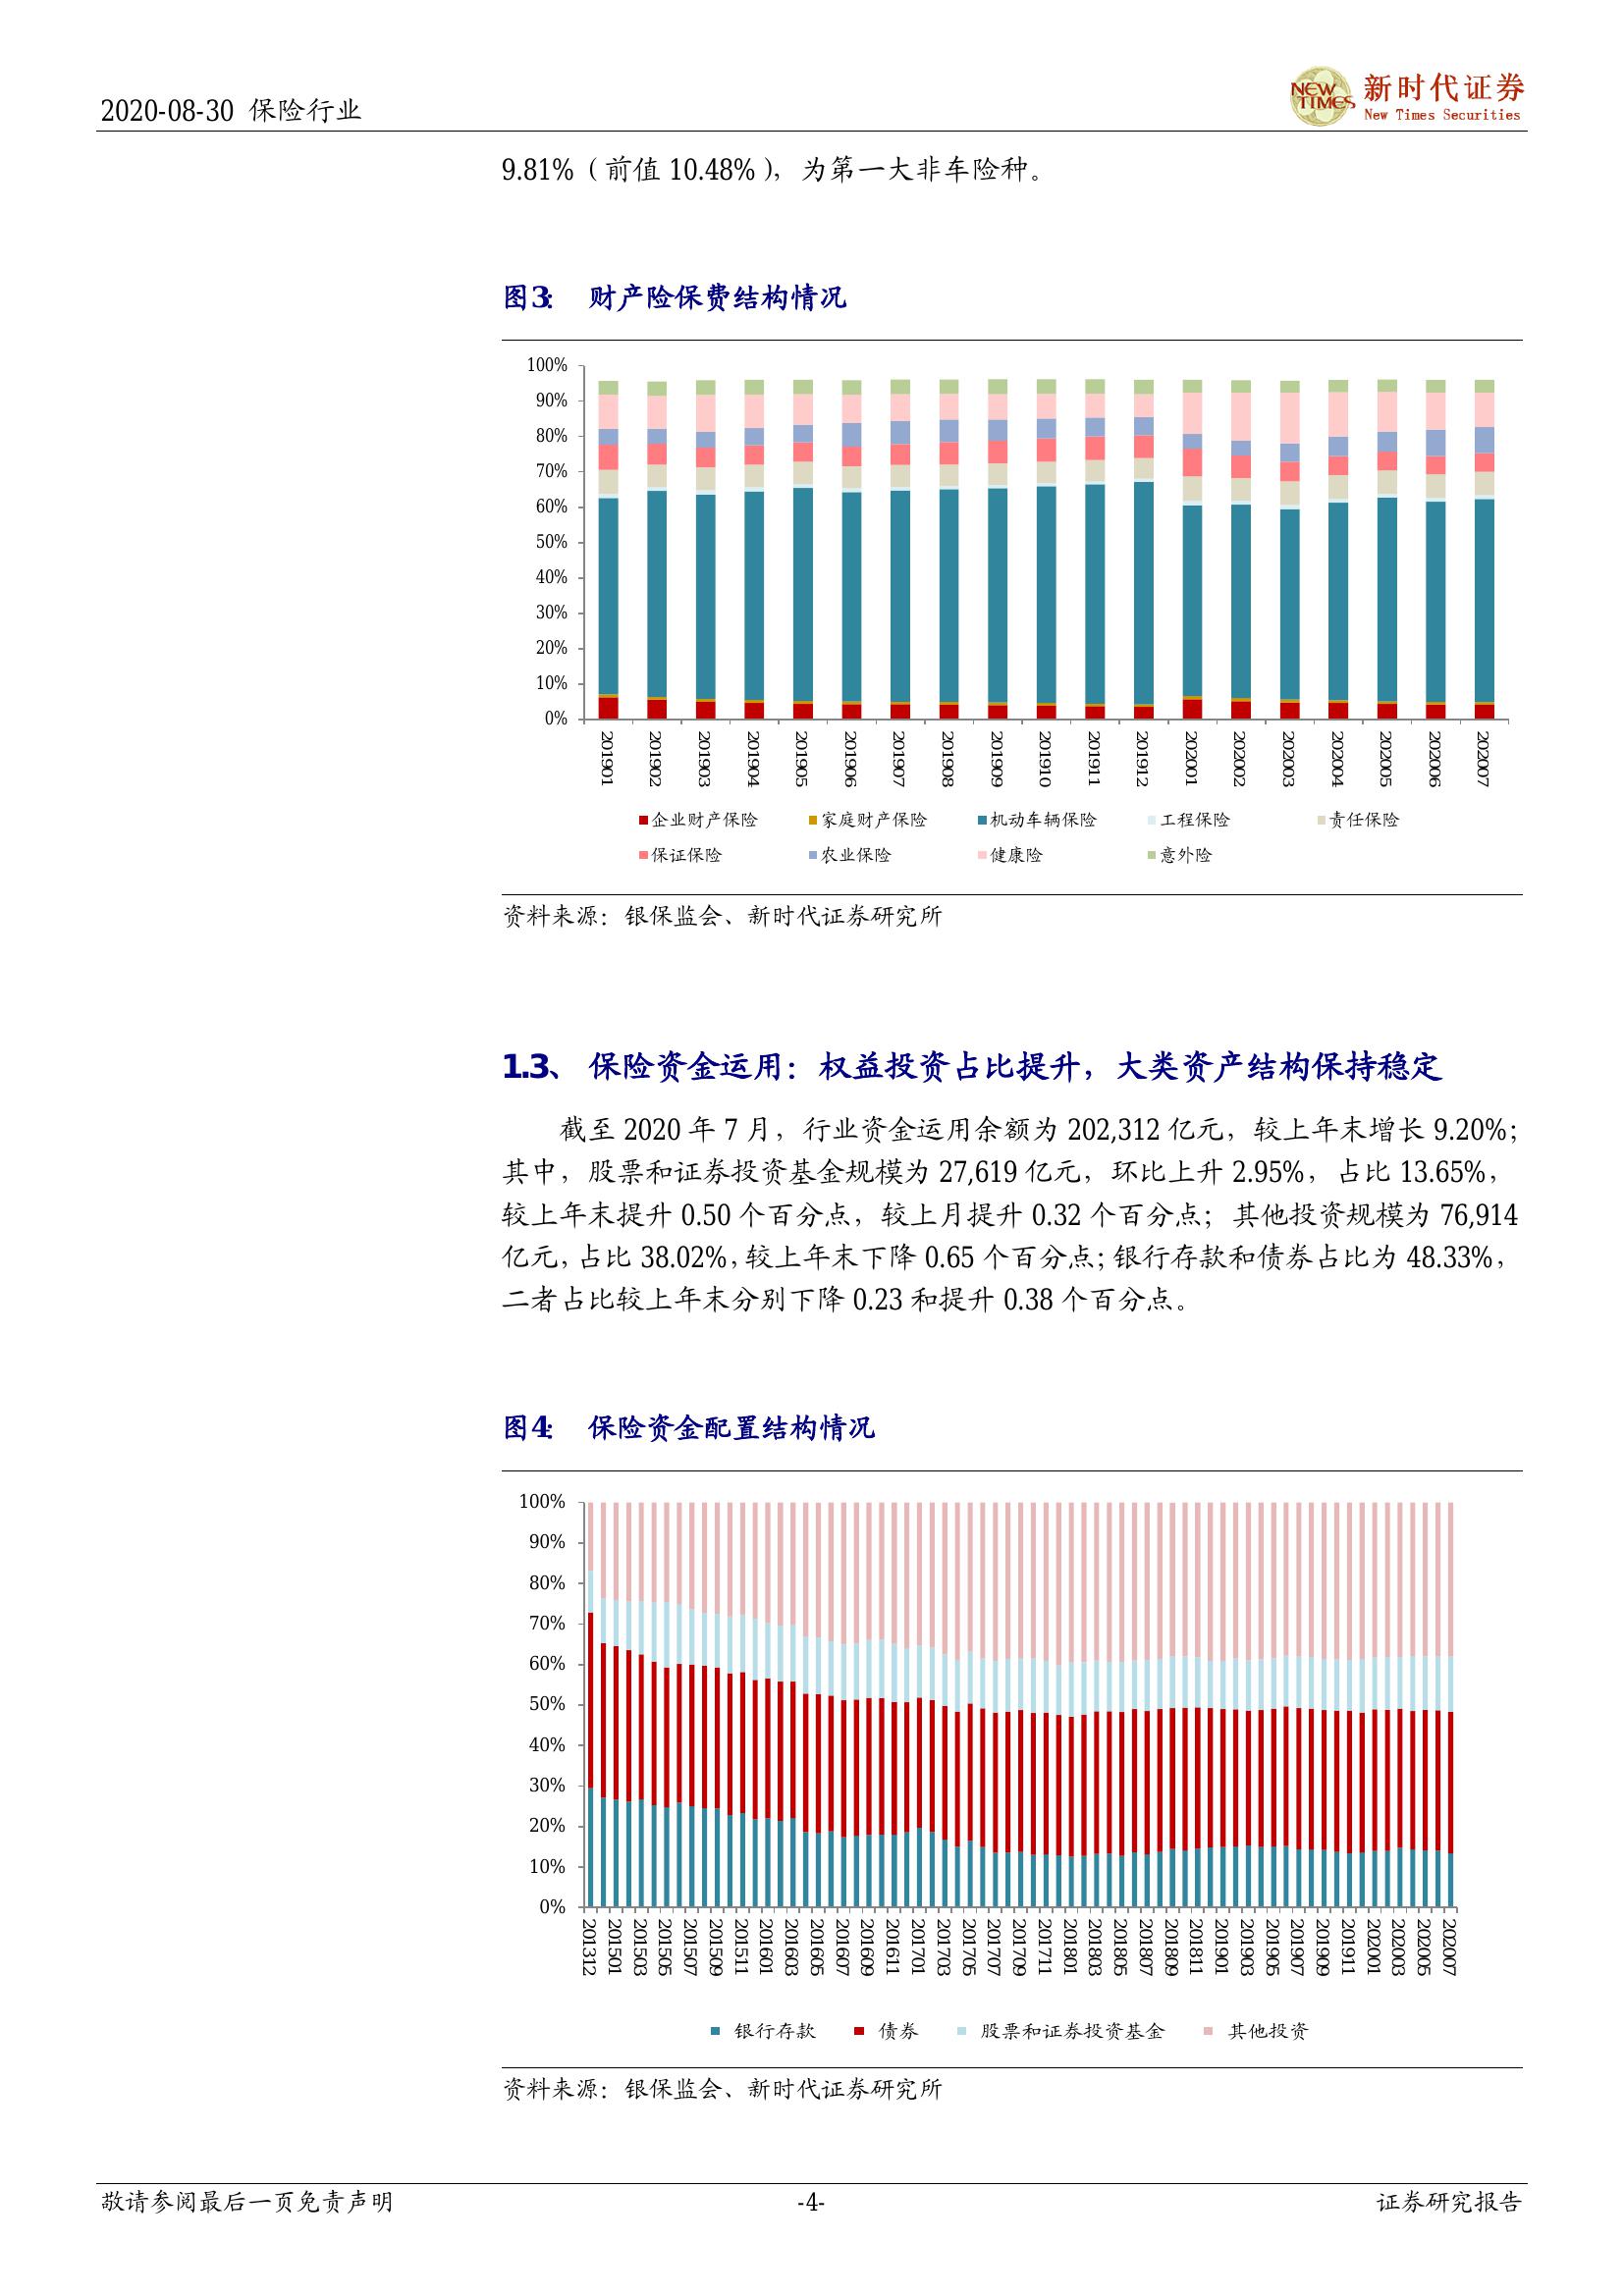 2020-08-30 保险行业
NEW TIMES
新时代证券
New Times Securities
9.81%（前值 10.48%），为第一大非车险种。
图3： 财产险保费结构情况
100%
90%
80%
70%
60%
50%
40%
30%
20%
10%
0%
201901 201902 201903 201904 201905 201906 201907 201908 201909 201910 201911 201912 202001 202002 202003 202004 202005 202006 202007
企业财产保险 家庭财产保险 机动车辆保险 工程保险 责任保险
保证保险 农业保险 健康险 意外险
资料来源：银保监会、新时代证券研究所
1.3、 保险资金运用：权益投资占比提升，大类资产结构保持稳定
截至 2020 年 7 月，行业资金运用余额为 202,312 亿元，较上年末增长 9.20%；
其中，股票和证券投资基金规模为 27,619 亿元，环比上升 2.95%，占比 13.65%，
较上年末提升 0.50 个百分点，较上月提升 0.32 个百分点；其他投资规模为 76,914
亿元，占比 38.02%，较上年末下降 0.65 个百分点；银行存款和债券占比为 48.33%，
二者占比较上年末分别下降 0.23 和提升 0.38 个百分点。
图4： 保险资金配置结构情况
100%
90%
80%
70%
60%
50%
40%
30%
20%
10%
0%
201312 201501 201503 201505 201507 201509 201511 201601 201603 201605 201607 201609 201611 201701 201703 201705 201707 201709 201711 201801 201803 201805 201807 201809 201811 201901 201903 201905 201907 201909 201911 202001 202003 202005 202007
银行存款 债券 股票和证券投资基金 其他投资
资料来源：银保监会、新时代证券研究所
敬请参阅最后一页免责声明
-4-
证券研究报告